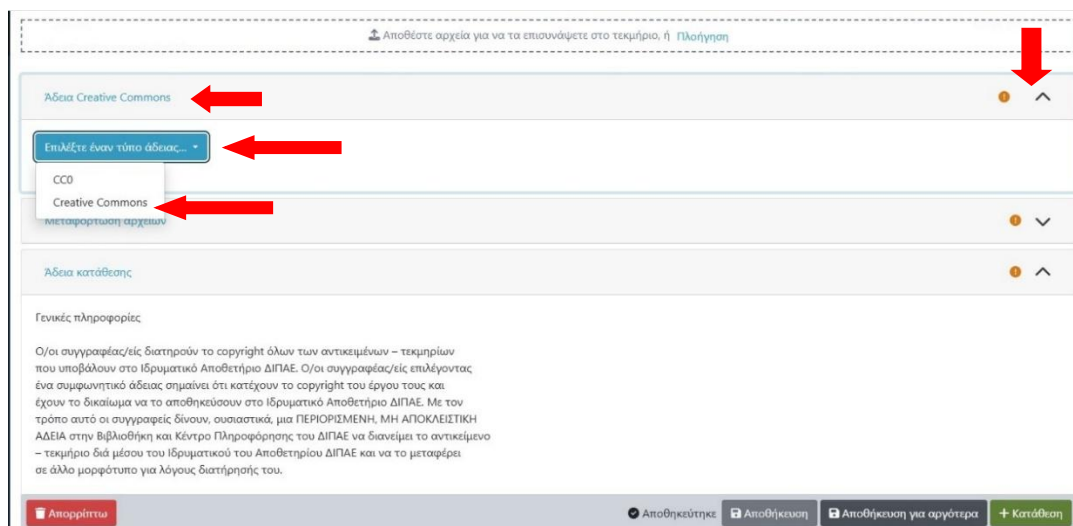 Αποθέστε αρχεία για να τα επισυνάψετε στο τεκμήριο, ή Πλοήγηση
Άδεια Creative Commons
Επιλέξτε έναν τύπο άδειας...
CC0
Creative Commons
Μεταφόρτωση αρχείων
Άδεια κατάθεσης
Γενικές πληροφορίες
Ο/οι συγγραφέας/είς διατηρούν το copyright όλων των αντικειμένων – τεκμηρίων
που υποβάλουν στο Ιδρυματικό Αποθετήριο ΔΙΠΑΕ. Ο/οι συγγραφέας/είς επιλέγοντας
ένα συμφωνητικό άδειας σημαίνει ότι κατέχουν το copyright του έργου τους και
έχουν το δικαίωμα να το αποθηκεύσουν στο Ιδρυματικό Αποθετήριο ΔΙΠΑΕ. Με τον
τρόπο αυτό οι συγγραφείς δίνουν, ουσιαστικά, μια ΠΕΡΙΟΡΙΣΜΕΝΗ, ΜΗ ΑΠΟΚΛΕΙΣΤΙΚΗ
ΑΔΕΙΑ στην Βιβλιοθήκη και Κέντρο Πληροφόρησης του ΔΙΠΑΕ να διανείμει το αντικείμενο
– τεκμήριο διά μέσου του Ιδρυματικού του Αποθετηρίου ΔΙΠΑΕ και να το μεταφέρει
σε άλλο μορφότυπο για λόγους διατήρησής του.
Απορρίπτω Αποθηκεύτηκε Αποθήκευση Αποθήκευση για αργότερα + Κατάθεση